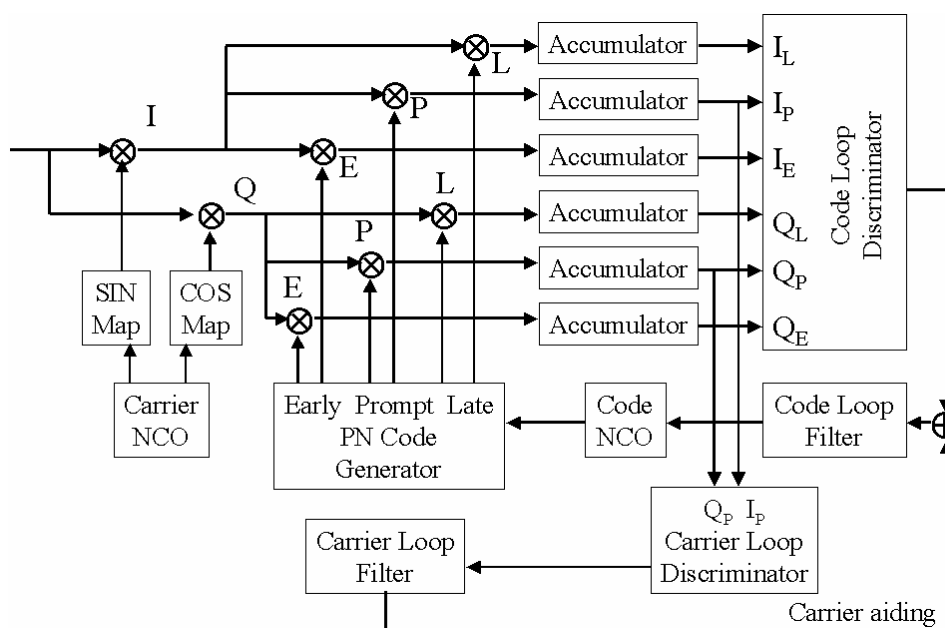 L
Accumulator
I_L
P
Accumulator
I_P
I
E
Accumulator
I_E
Q
L
Accumulator
Q_L
P
Accumulator
Q_P
E
Accumulator
Q_E
Code Loop
Discriminator
SIN
Map
COS
Map
Carrier
NCO
Early Prompt Late
PN Code
Generator
Code
NCO
Code Loop
Filter
Q_P I_P
Carrier Loop
Discriminator
Carrier Loop
Filter
Carrier aiding